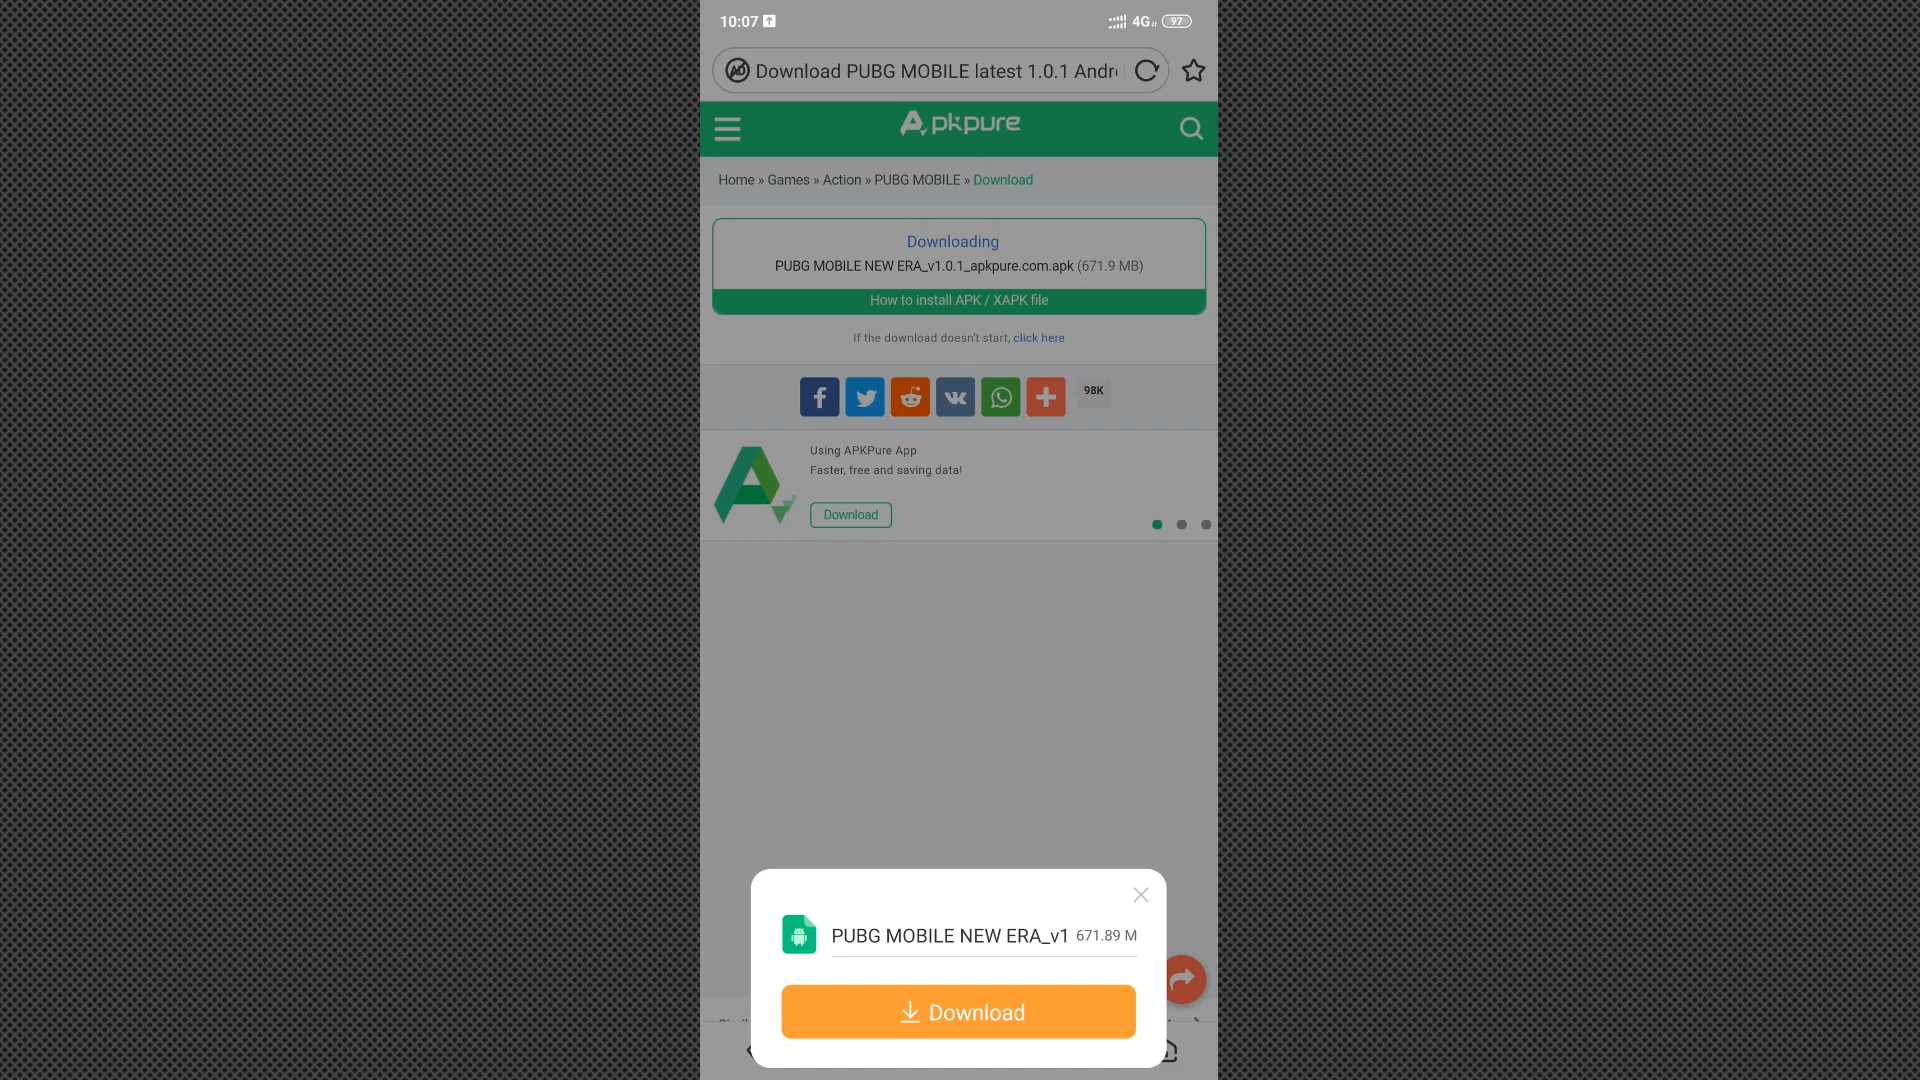 10:07
4G 97
Download PUBG MOBILE latest 1.0.1 Andr
Apkpure
Home » Games » Action » PUBG MOBILE » Download
Downloading
PUBG MOBILE NEW ERA_v1.0.1_apkpure.com.apk (671.9 MB)
How to install APK / XAPK file
If the download doesn't start, click here
98K
Using APKPure App
Faster, free and saving data!
Download
PUBG MOBILE NEW ERA_v1 671.89 M
Download